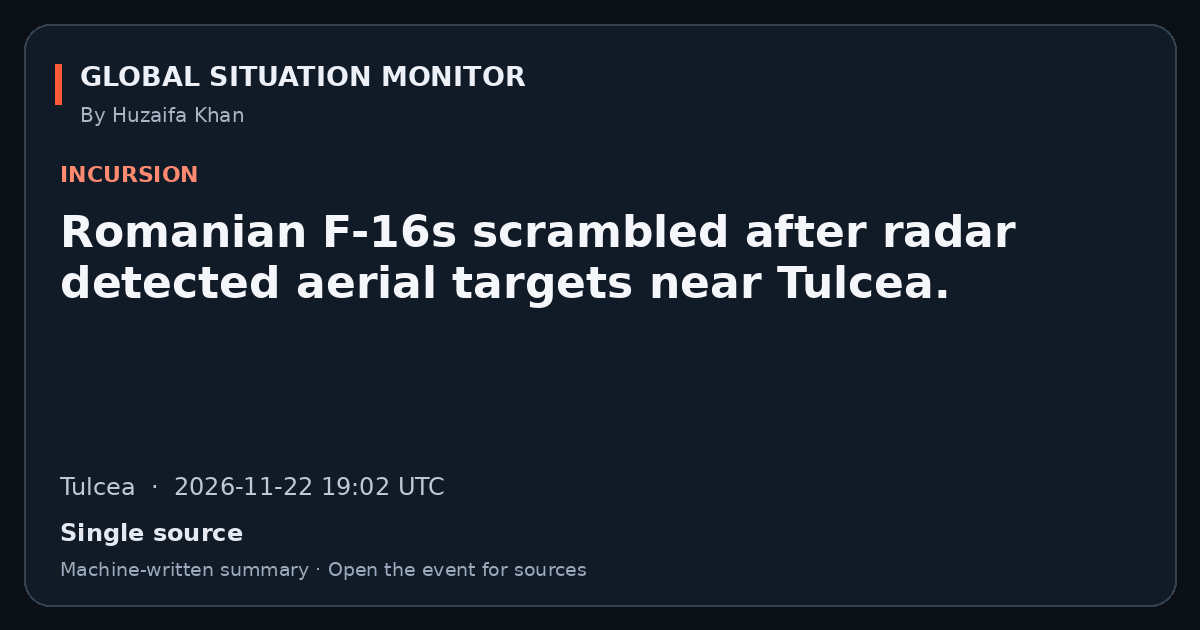 GLOBAL SITUATION MONITOR
By Huzaifa Khan
INCURSION
Romanian F-16s scrambled after radar
detected aerial targets near Tulcea.
Tulcea · 2026-11-22 19:02 UTC
Single source
Machine-written summary · Open the event for sources